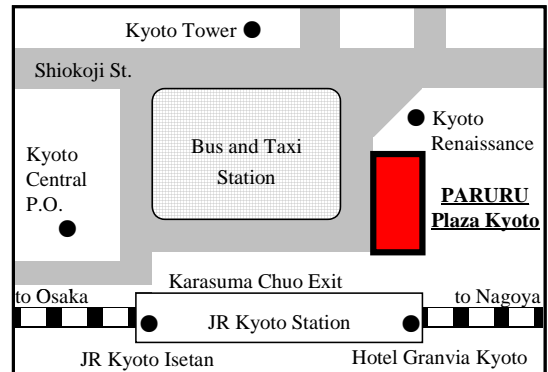 Kyoto Tower
Shiokoji St.
Bus and Taxi
Station
Kyoto
Renaissance
Kyoto
Central
P.O.
PARURU
Plaza Kyoto
Karasuma Chuo Exit
to Osaka
to Nagoya
JR Kyoto Station
JR Kyoto Isetan
Hotel Granvia Kyoto